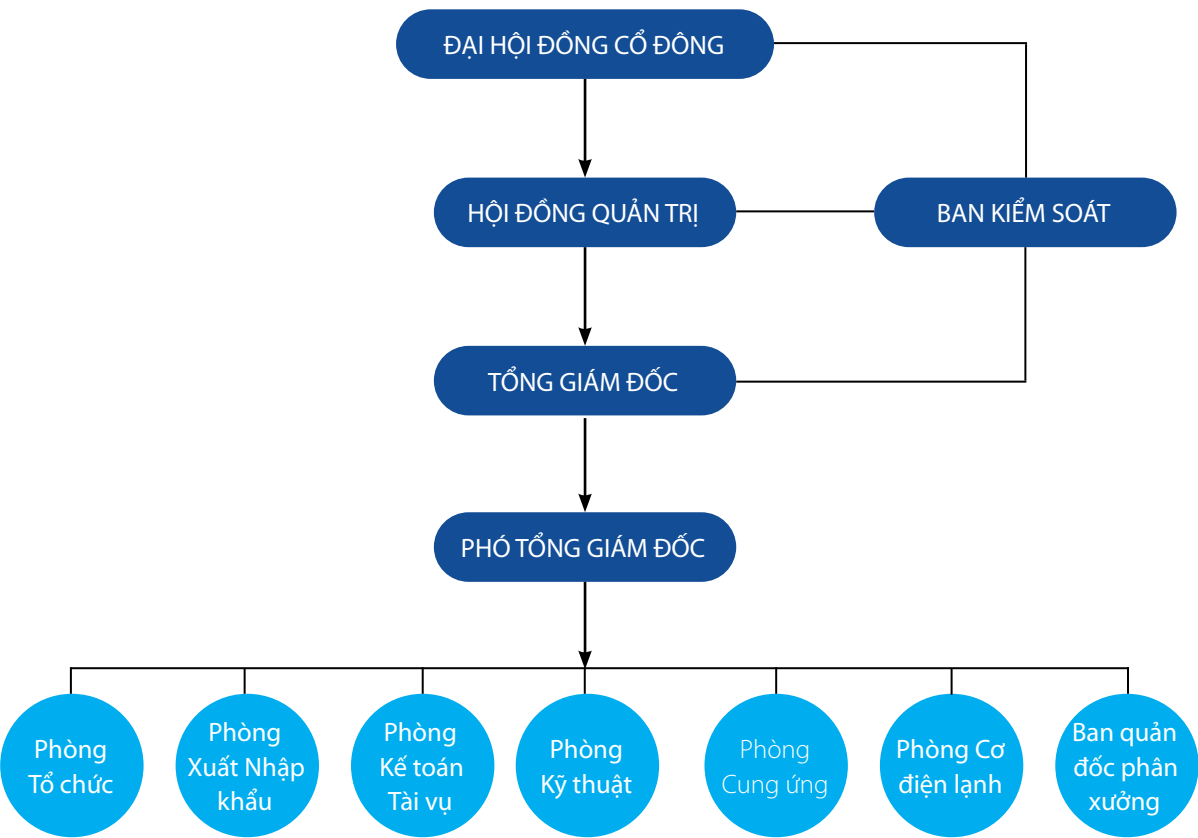 ĐẠI HỘI ĐỒNG CỔ ĐÔNG
HỘI ĐỒNG QUẢN TRỊ
BAN KIỂM SOÁT
TỔNG GIÁM ĐỐC
PHÓ TỔNG GIÁM ĐỐC
Phòng
Tổ chức
Phòng
Xuất Nhập
khẩu
Phòng
Kế toán
Tài vụ
Phòng
Kỹ thuật
Phòng
Cung ứng
Phòng Cơ
điện lạnh
Ban quản
đốc phân
xưởng